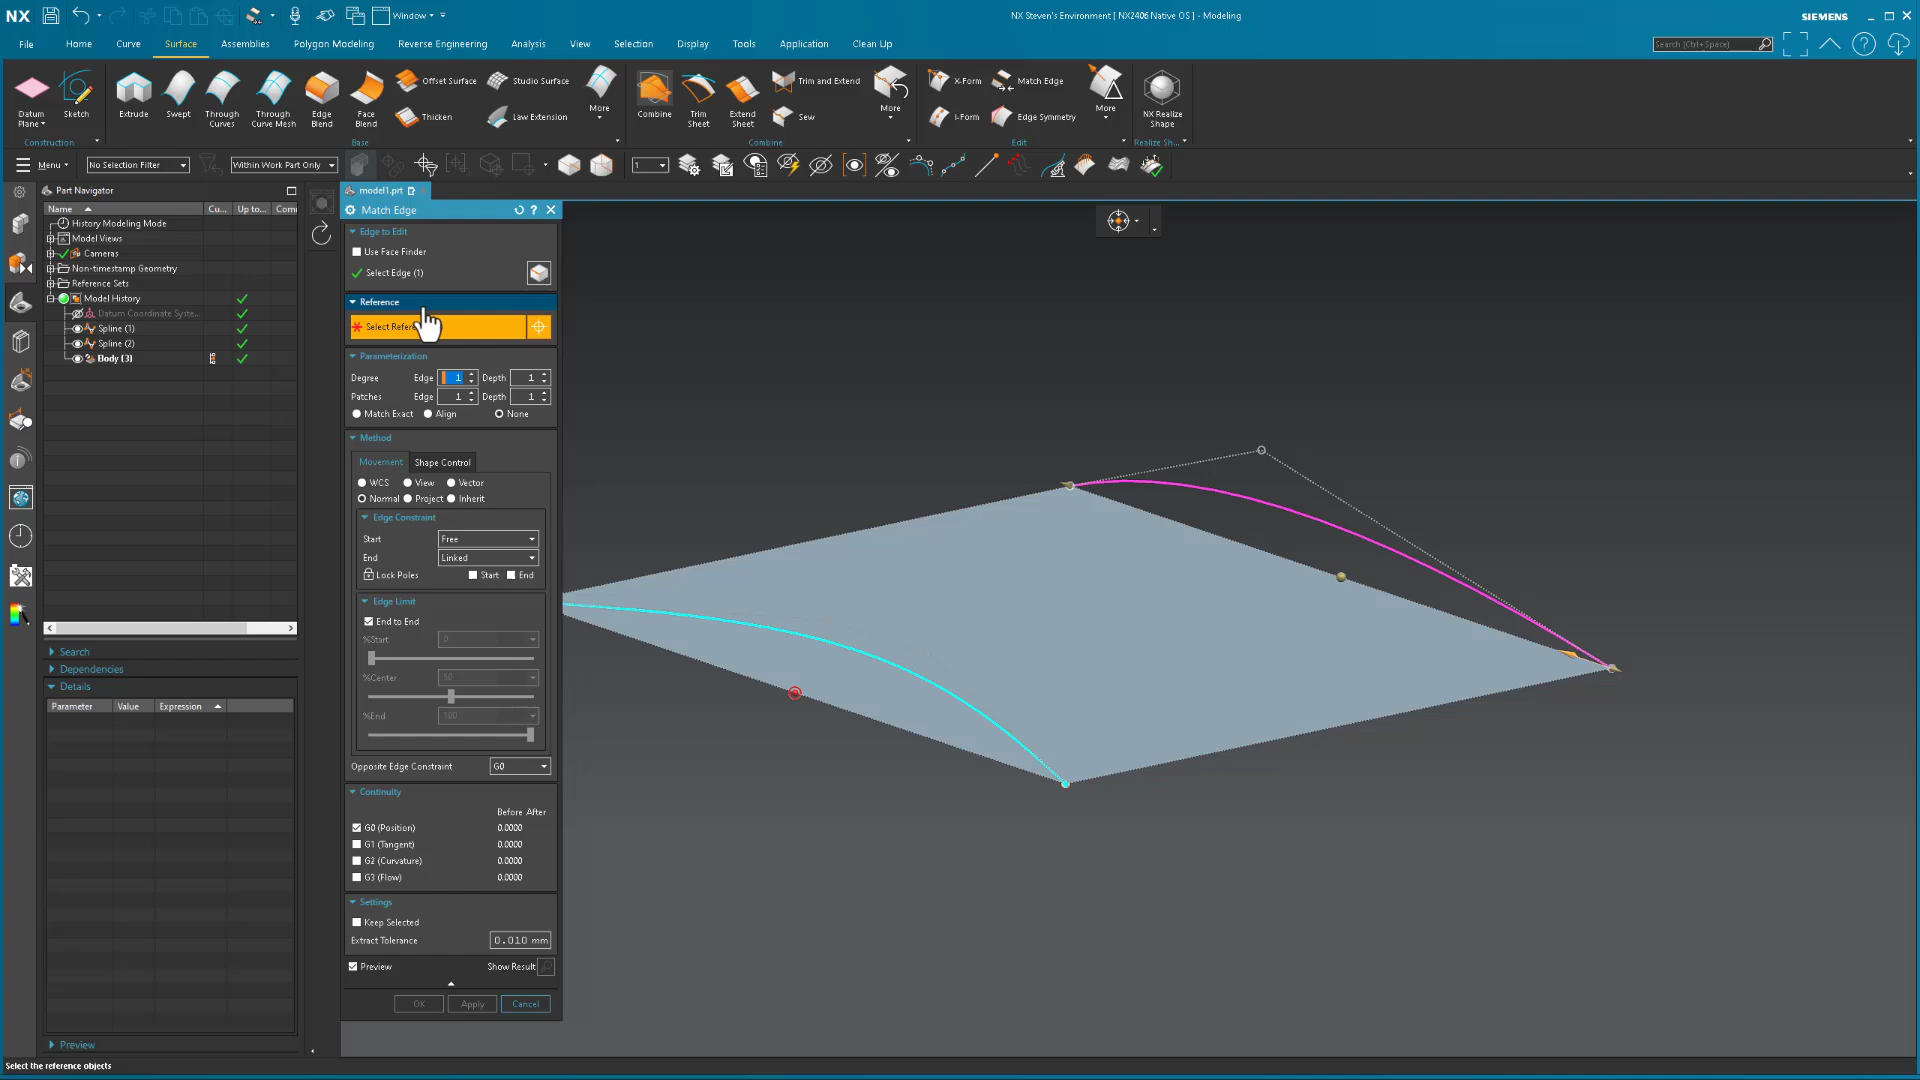 NX
Window
NX Steven's Environment [ NX2406 Native OS ] - Modeling
SIEMENS
File Home Curve Surface Assemblies Polygon Modeling Reverse Engineering Analysis View Selection Display Tools Application Clean Up
Search (Ctrl+Space)
Datum Plane
Sketch
Extrude
Swept
Through Curves
Through Curve Mesh
Edge Blend
Face Blend
Offset Surface
Thicken
Studio Surface
Law Extension
More
Combine
Trim Sheet
Extend Sheet
Trim and Extend
Sew
More
X-Form
I-Form
Match Edge
Edge Symmetry
More
NX Realize Shape
Construction Base Combine Edit Realize Sh...
Menu No Selection Filter Within Work Part Only 1
Part Navigator
Name Cu... Up to... Com
History Modeling Mode
Model Views
Cameras
Non-timestamp Geometry
Reference Sets
Model History
Datum Coordinate Syste...
Spline (1)
Spline (2)
Body (3)
Search
Dependencies
Details
Parameter Value Expression
Preview
Select the reference objects
model1.prt
Match Edge
?
Edge to Edit
Use Face Finder
Select Edge (1)
Reference
Select Refere
Parameterization
Degree Edge 1 Depth 1
Patches Edge 1 Depth 1
Match Exact Align None
Method
Movement Shape Control
WCS View Vector
Normal Project Inherit
Edge Constraint
Start Free
End Linked
Lock Poles Start End
Edge Limit
End to End
%Start 0
%Center 50
%End 100
Opposite Edge Constraint G0
Continuity
Before After
G0 (Position) 0.0000
G1 (Tangent) 0.0000
G2 (Curvature) 0.0000
G3 (Flow) 0.0000
Settings
Keep Selected
Extract Tolerance 0.010 mm
Preview Show Result
OK Apply Cancel